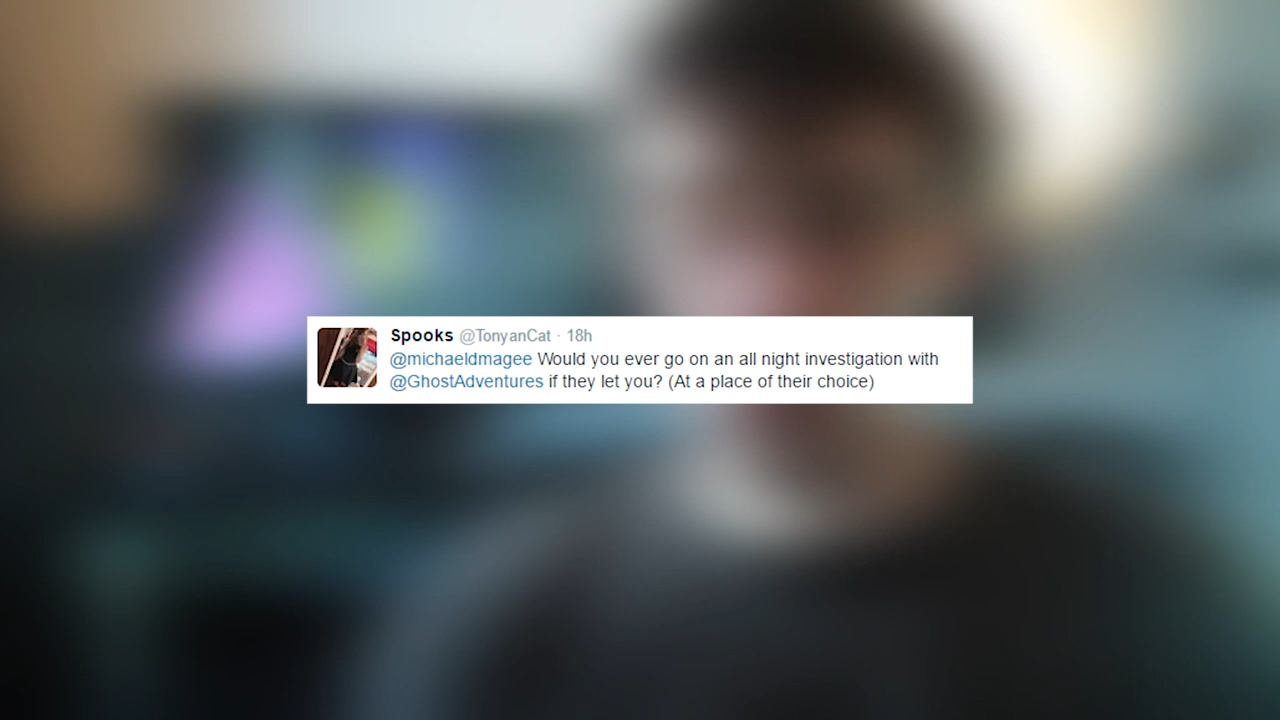 Spooks @TonyanCat · 18h
@michaeldmagee Would you ever go on an all night investigation with
@GhostAdventures if they let you? (At a place of their choice)